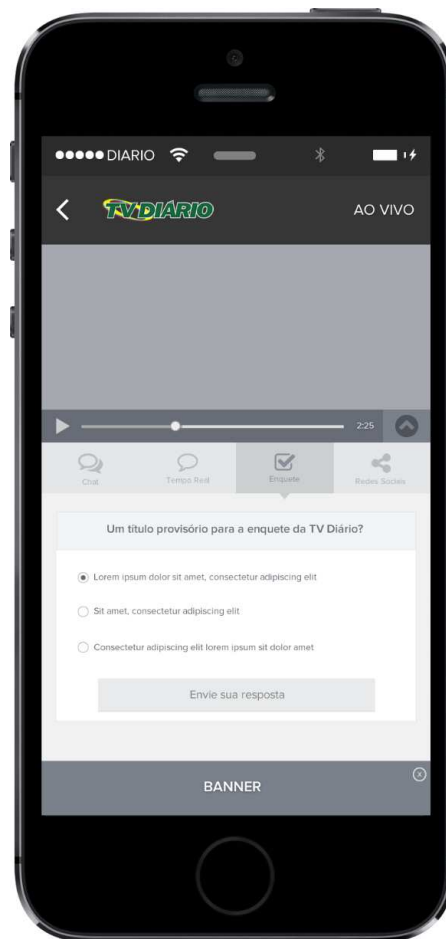 DIARIO
TV DIÁRIO
AO VIVO
2:25
Chat
Tempo Real
Enquete
Redes Sociais
Um título provisório para a enquete da TV Diário?
Lorem ipsum dolor sit amet, consectetur adipiscing elit
Sit amet, consectetur adipiscing elit
Consectetur adipiscing elit lorem ipsum sit dolor amet
Envie sua resposta
x
BANNER